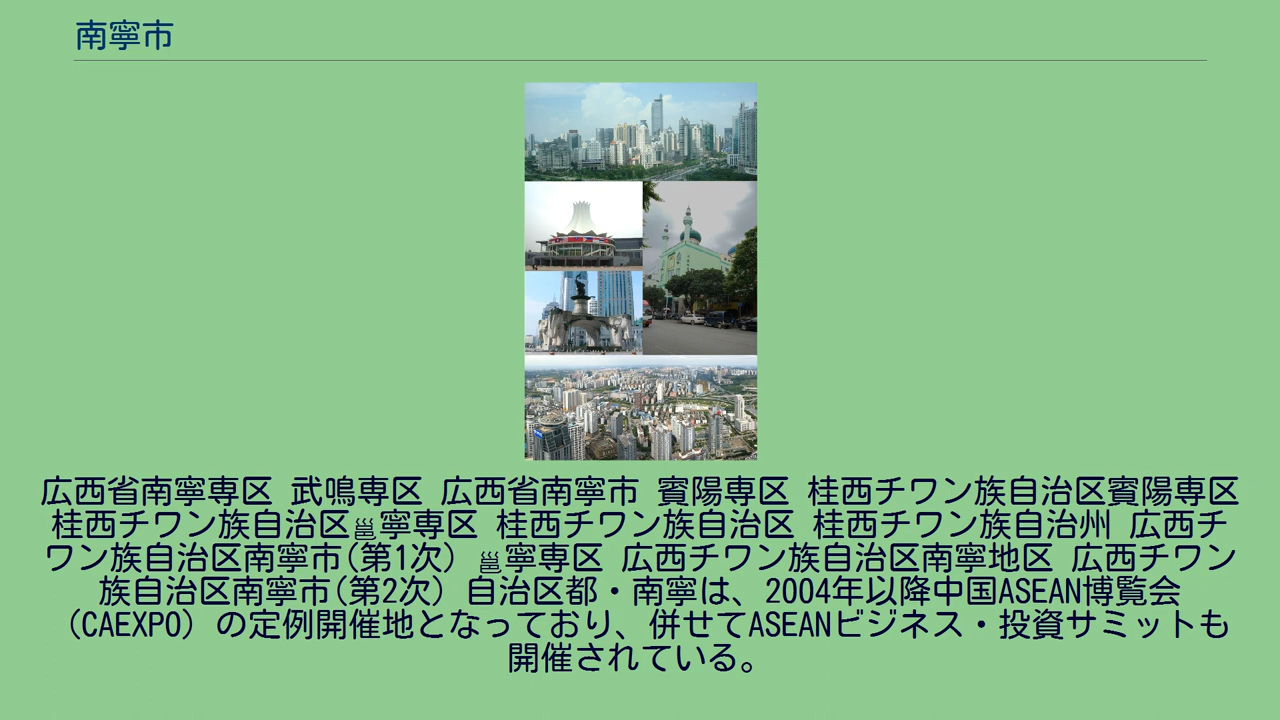 南寧市
広西省南寧専区 武鳴専区 広西省南寧市 賓陽専区 桂西チワン族自治区賓陽専区
桂西チワン族自治区邕寧専区 桂西チワン族自治区 桂西チワン族自治州 広西チ
ワン族自治区南寧市(第1次) 邕寧専区 広西チワン族自治区南寧地区 広西チワン
族自治区南寧市(第2次) 自治区都・南寧は、2004年以降中国ASEAN博覧会
（CAEXPO）の定例開催地となっており、併せてASEANビジネス・投資サミットも
開催されている。